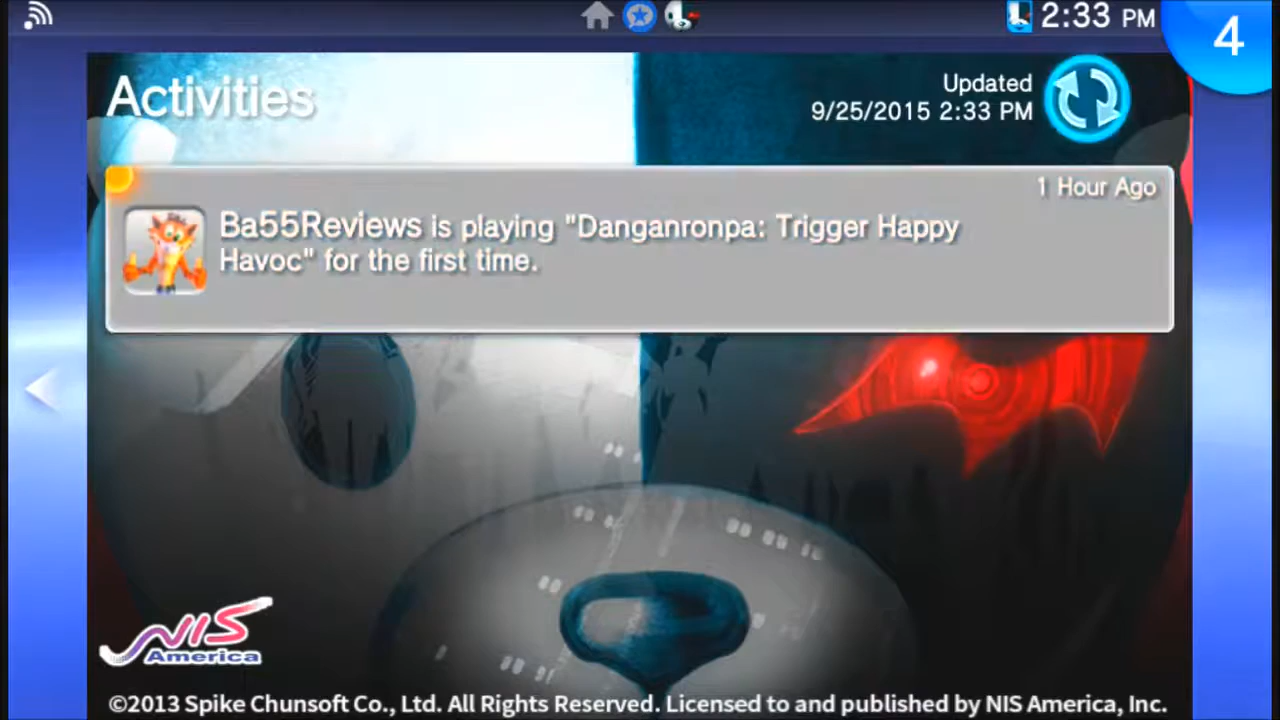 2:33 PM
4
Activities
Updated
9/25/2015 2:33 PM
1 Hour Ago
Ba55Reviews is playing "Danganronpa: Trigger Happy
Havoc" for the first time.
NIS
America
©2013 Spike Chunsoft Co., Ltd. All Rights Reserved. Licensed to and published by NIS America, Inc.